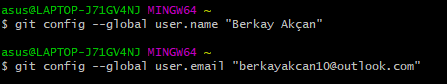 asus@LAPTOP-J71GV4NJ MINGW64 ~
$ git config --global user.name "Berkay Akçan"
asus@LAPTOP-J71GV4NJ MINGW64 ~
$ git config --global user.email "berkayakcan10@outlook.com"